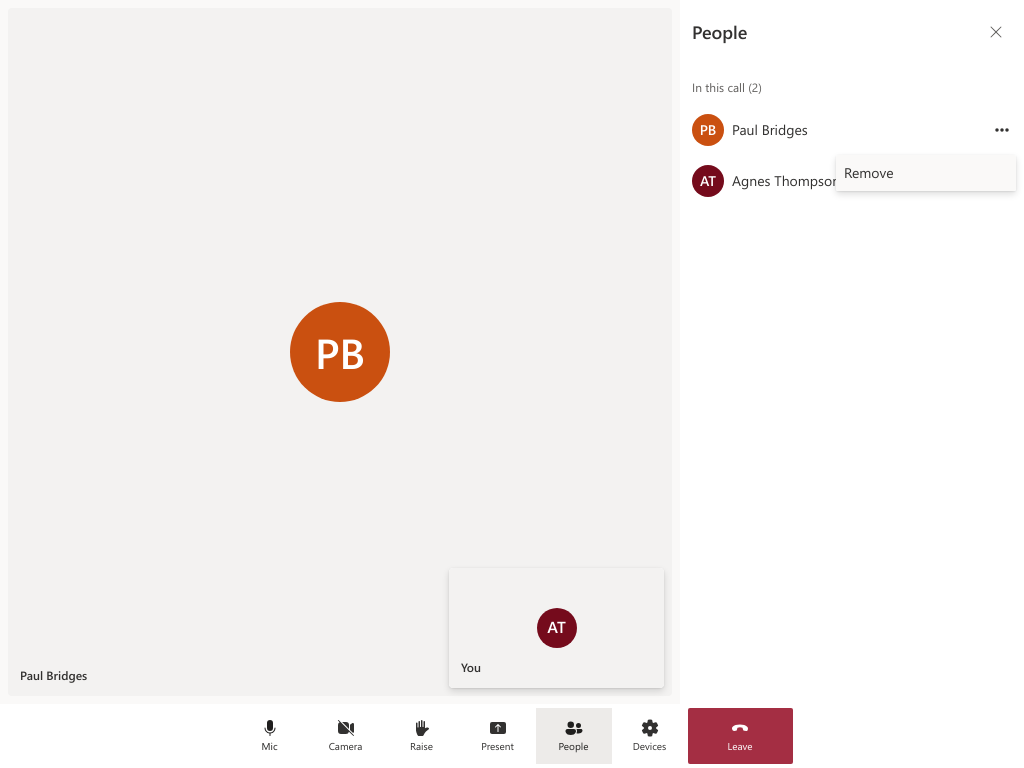 People
In this call (2)
PB Paul Bridges
AT Agnes Thompson
Remove
PB
AT
You
Paul Bridges
Mic
Camera
Raise
Present
People
Devices
Leave